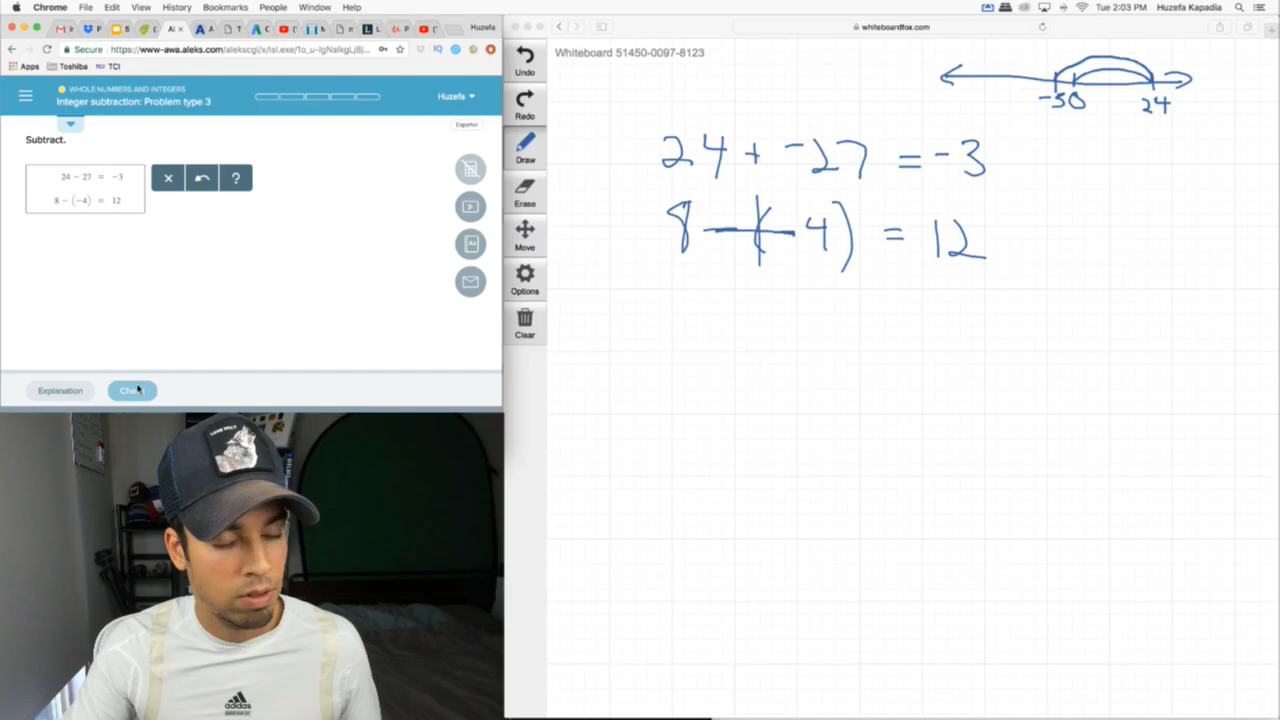 Chrome File Edit View History Bookmarks People Window Help
Tue 2:03 PM Huzefa Kapadia
Secure https://www-awa.aleks.com/alekscgi/x/Isl.exe/1o_u-IgNsIkgLj8j...
Huzefa
Apps Toshiba TCI
WHOLE NUMBERS AND INTEGERS
Integer subtraction: Problem type 3
Huzefa
Español
Subtract.
24 − 27 = −3
8 − (−4) = 12
Explanation
whiteboardfox.com
Whiteboard 51450-0097-8123
Undo
Redo
Draw
Erase
Move
Options
Clear
24
24 + -27 = -3
8 - (-4) = 12
adidas